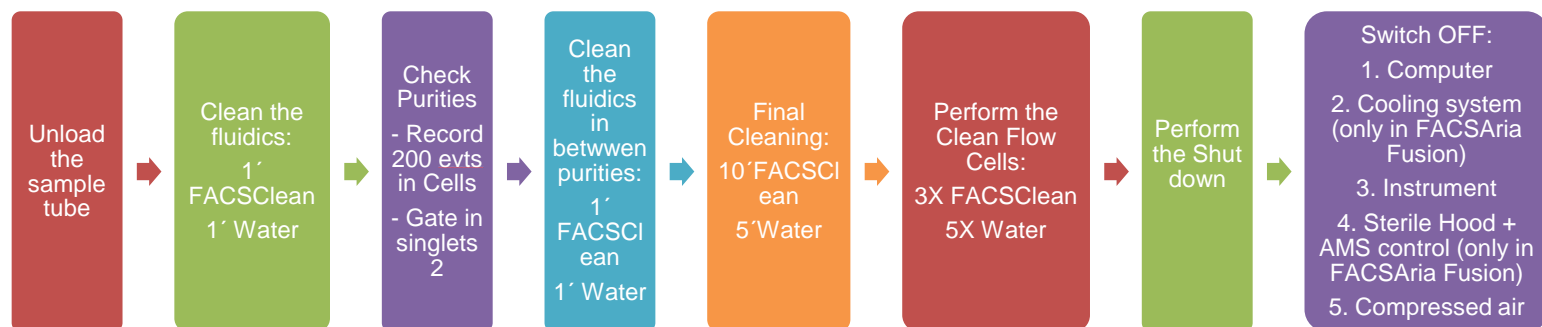 Unload
the
sample
tube
Clean the
fluidics:
1´
FACSClean
1´ Water
Check
Purities
- Record
200 evts
in Cells
- Gate in
singlets
2
Clean
the
fluidics
in
betwwen
purities:
1´
FACSCl
ean
1´ Water
Final
Cleaning:
10´FACSCl
ean
5´Water
Perform the
Clean Flow
Cells:
3X FACSClean
5X Water
Perform
the Shut
down
Switch OFF:
1. Computer
2. Cooling system
(only in FACSAria
Fusion)
3. Instrument
4. Sterile Hood +
AMS control (only in
FACSAria Fusion)
5. Compressed air